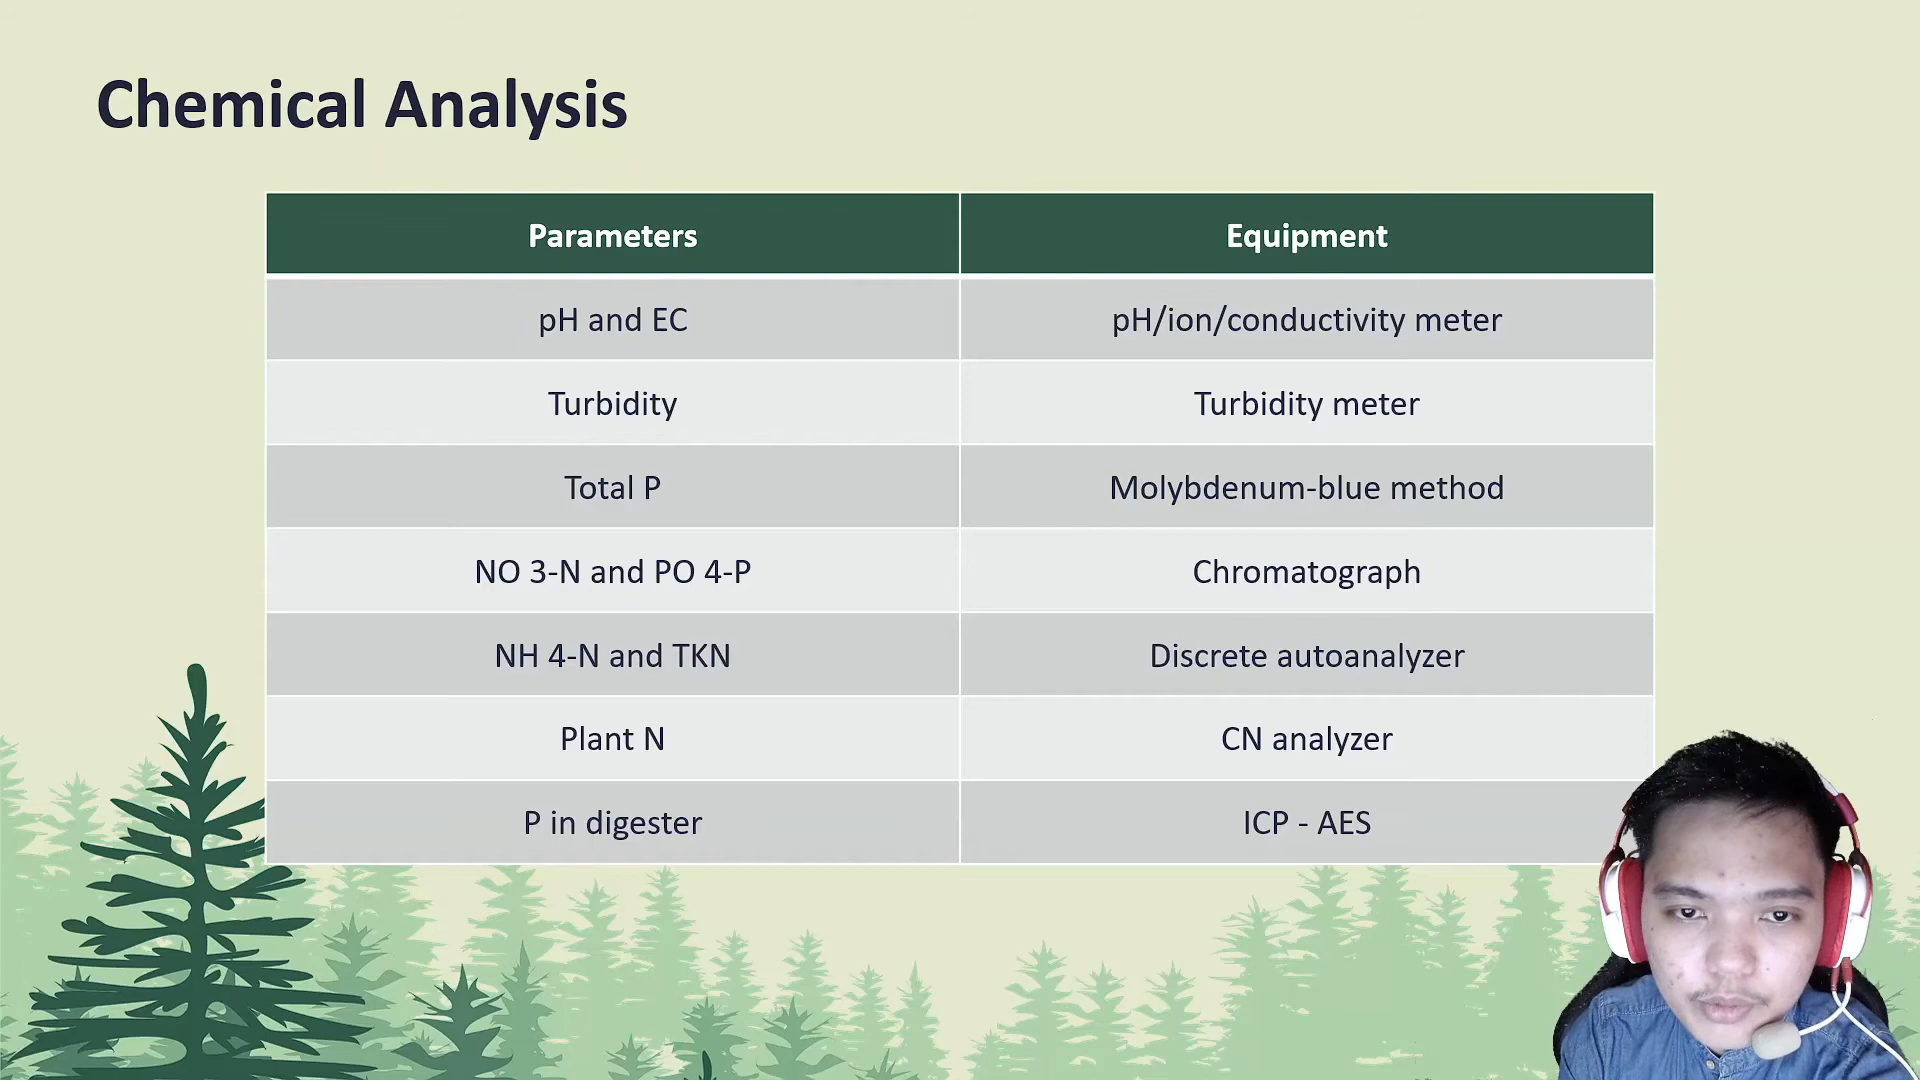 Chemical Analysis
Parameters Equipment
pH and EC pH/ion/conductivity meter
Turbidity Turbidity meter
Total P Molybdenum-blue method
NO 3-N and PO 4-P Chromatograph
NH 4-N and TKN Discrete autoanalyzer
Plant N CN analyzer
P in digester ICP - AES